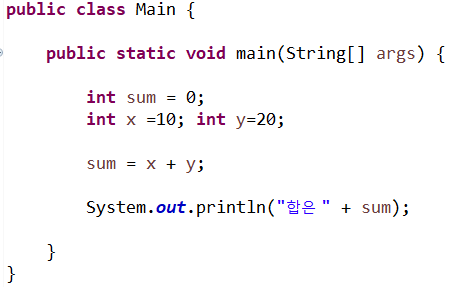 public class Main {
public static void main(String[] args) {
int sum = 0;
int x =10; int y=20;
sum = x + y;
System.out.println("합은 " + sum);
}
}